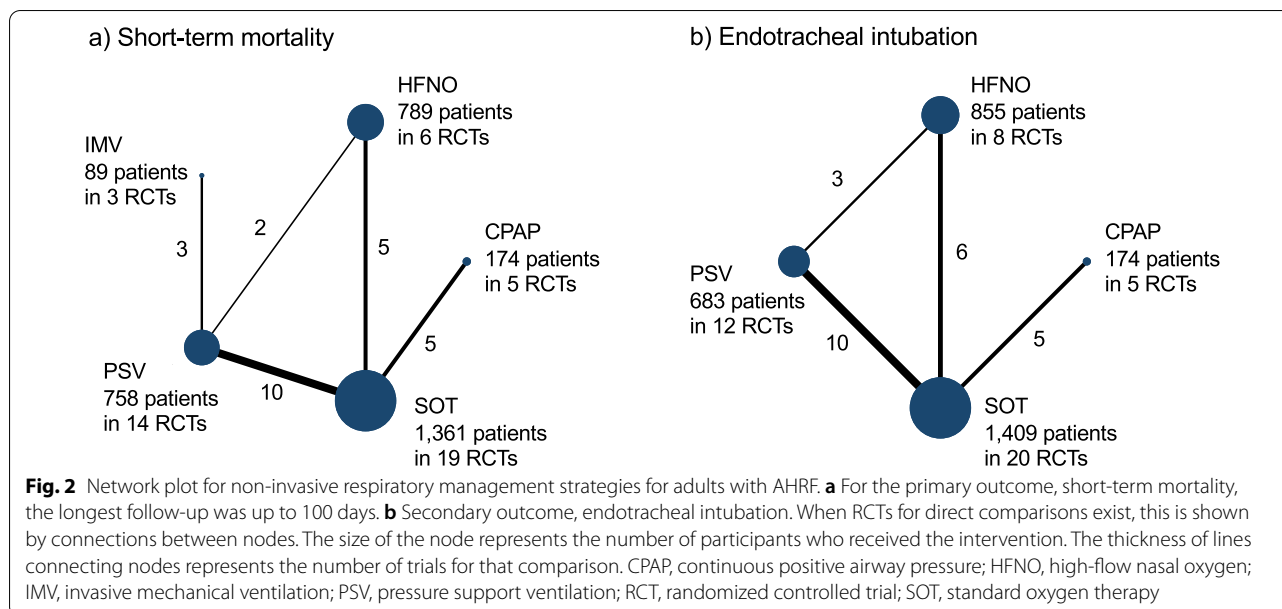 a) Short-term mortality
HFNO
789 patients
in 6 RCTs
IMV
89 patients
in 3 RCTs
3
2
5
CPAP
174 patients
in 5 RCTs
5
PSV
758 patients
in 14 RCTs
10
SOT
1,361 patients
in 19 RCTs
b) Endotracheal intubation
HFNO
855 patients
in 8 RCTs
3
6
CPAP
174 patients
in 5 RCTs
PSV
683 patients
in 12 RCTs
10
5
SOT
1,409 patients
in 20 RCTs
Fig. 2 Network plot for non-invasive respiratory management strategies for adults with AHRF. a For the primary outcome, short-term mortality,
the longest follow-up was up to 100 days. b Secondary outcome, endotracheal intubation. When RCTs for direct comparisons exist, this is shown
by connections between nodes. The size of the node represents the number of participants who received the intervention. The thickness of lines
connecting nodes represents the number of trials for that comparison. CPAP, continuous positive airway pressure; HFNO, high-flow nasal oxygen;
IMV, invasive mechanical ventilation; PSV, pressure support ventilation; RCT, randomized controlled trial; SOT, standard oxygen therapy